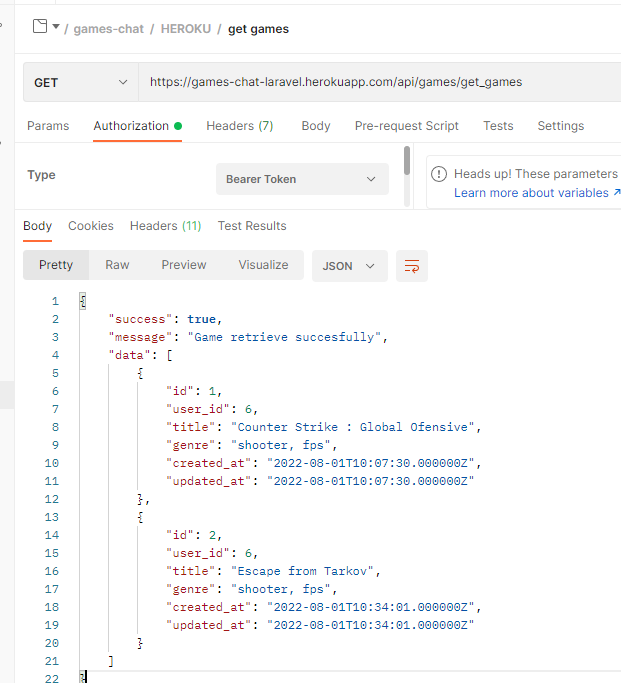 / games-chat / HEROKU / get games
GET https://games-chat-laravel.herokuapp.com/api/games/get_games
Params Authorization Headers (7) Body Pre-request Script Tests Settings
Type Bearer Token
Heads up! These parameters
Learn more about variables ↗
Body Cookies Headers (11) Test Results
Pretty Raw Preview Visualize JSON
1 {
2 "success": true,
3 "message": "Game retrieve succesfully",
4 "data": [
5 {
6 "id": 1,
7 "user_id": 6,
8 "title": "Counter Strike : Global Ofensive",
9 "genre": "shooter, fps",
10 "created_at": "2022-08-01T10:07:30.000000Z",
11 "updated_at": "2022-08-01T10:07:30.000000Z"
12 },
13 {
14 "id": 2,
15 "user_id": 6,
16 "title": "Escape from Tarkov",
17 "genre": "shooter, fps",
18 "created_at": "2022-08-01T10:34:01.000000Z",
19 "updated_at": "2022-08-01T10:34:01.000000Z"
20 }
21 ]
22 }